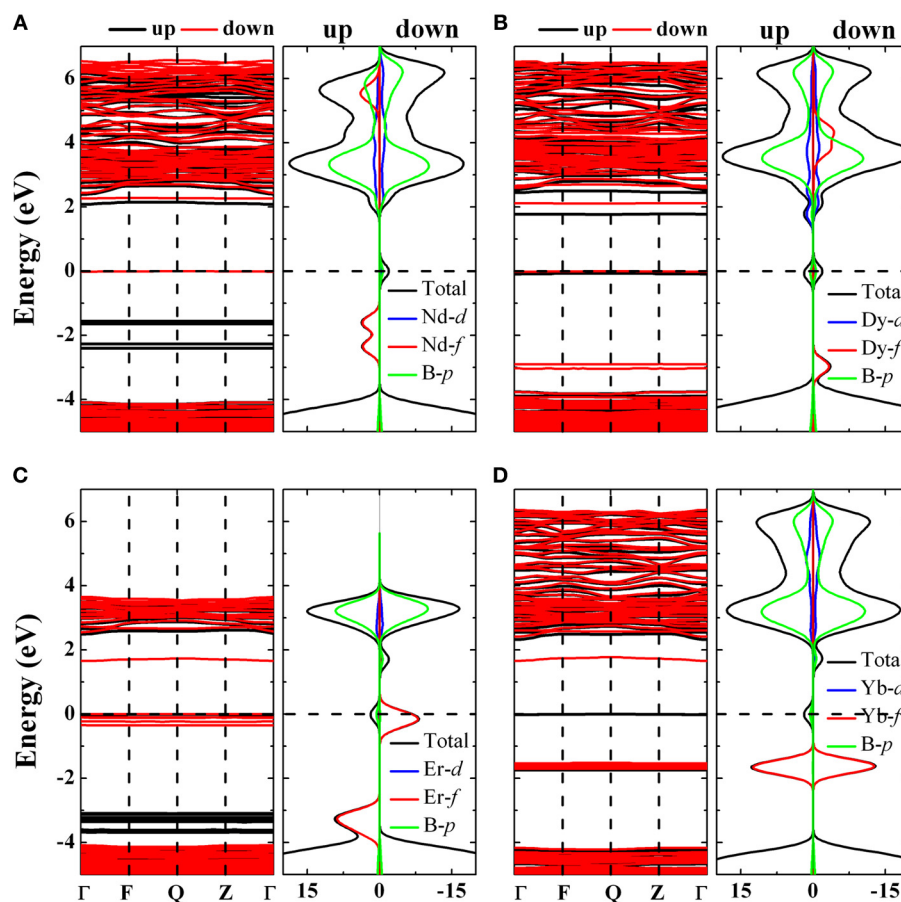 A
B
up down
up down
up down
up down
Energy (eV)
6
4
2
0
-2
-4
Total
Nd-d
Nd-f
B-p
Tota
Dy-d
Dy-f
B-p
C
D
Energy (eV)
6
4
2
0
-2
-4
Total
Er-d
Er-f
B-p
Tota
Yb-d
Yb-f
B-p
Γ F Q Z Γ
15 0 -15
Γ F Q Z Γ
15 0 -15